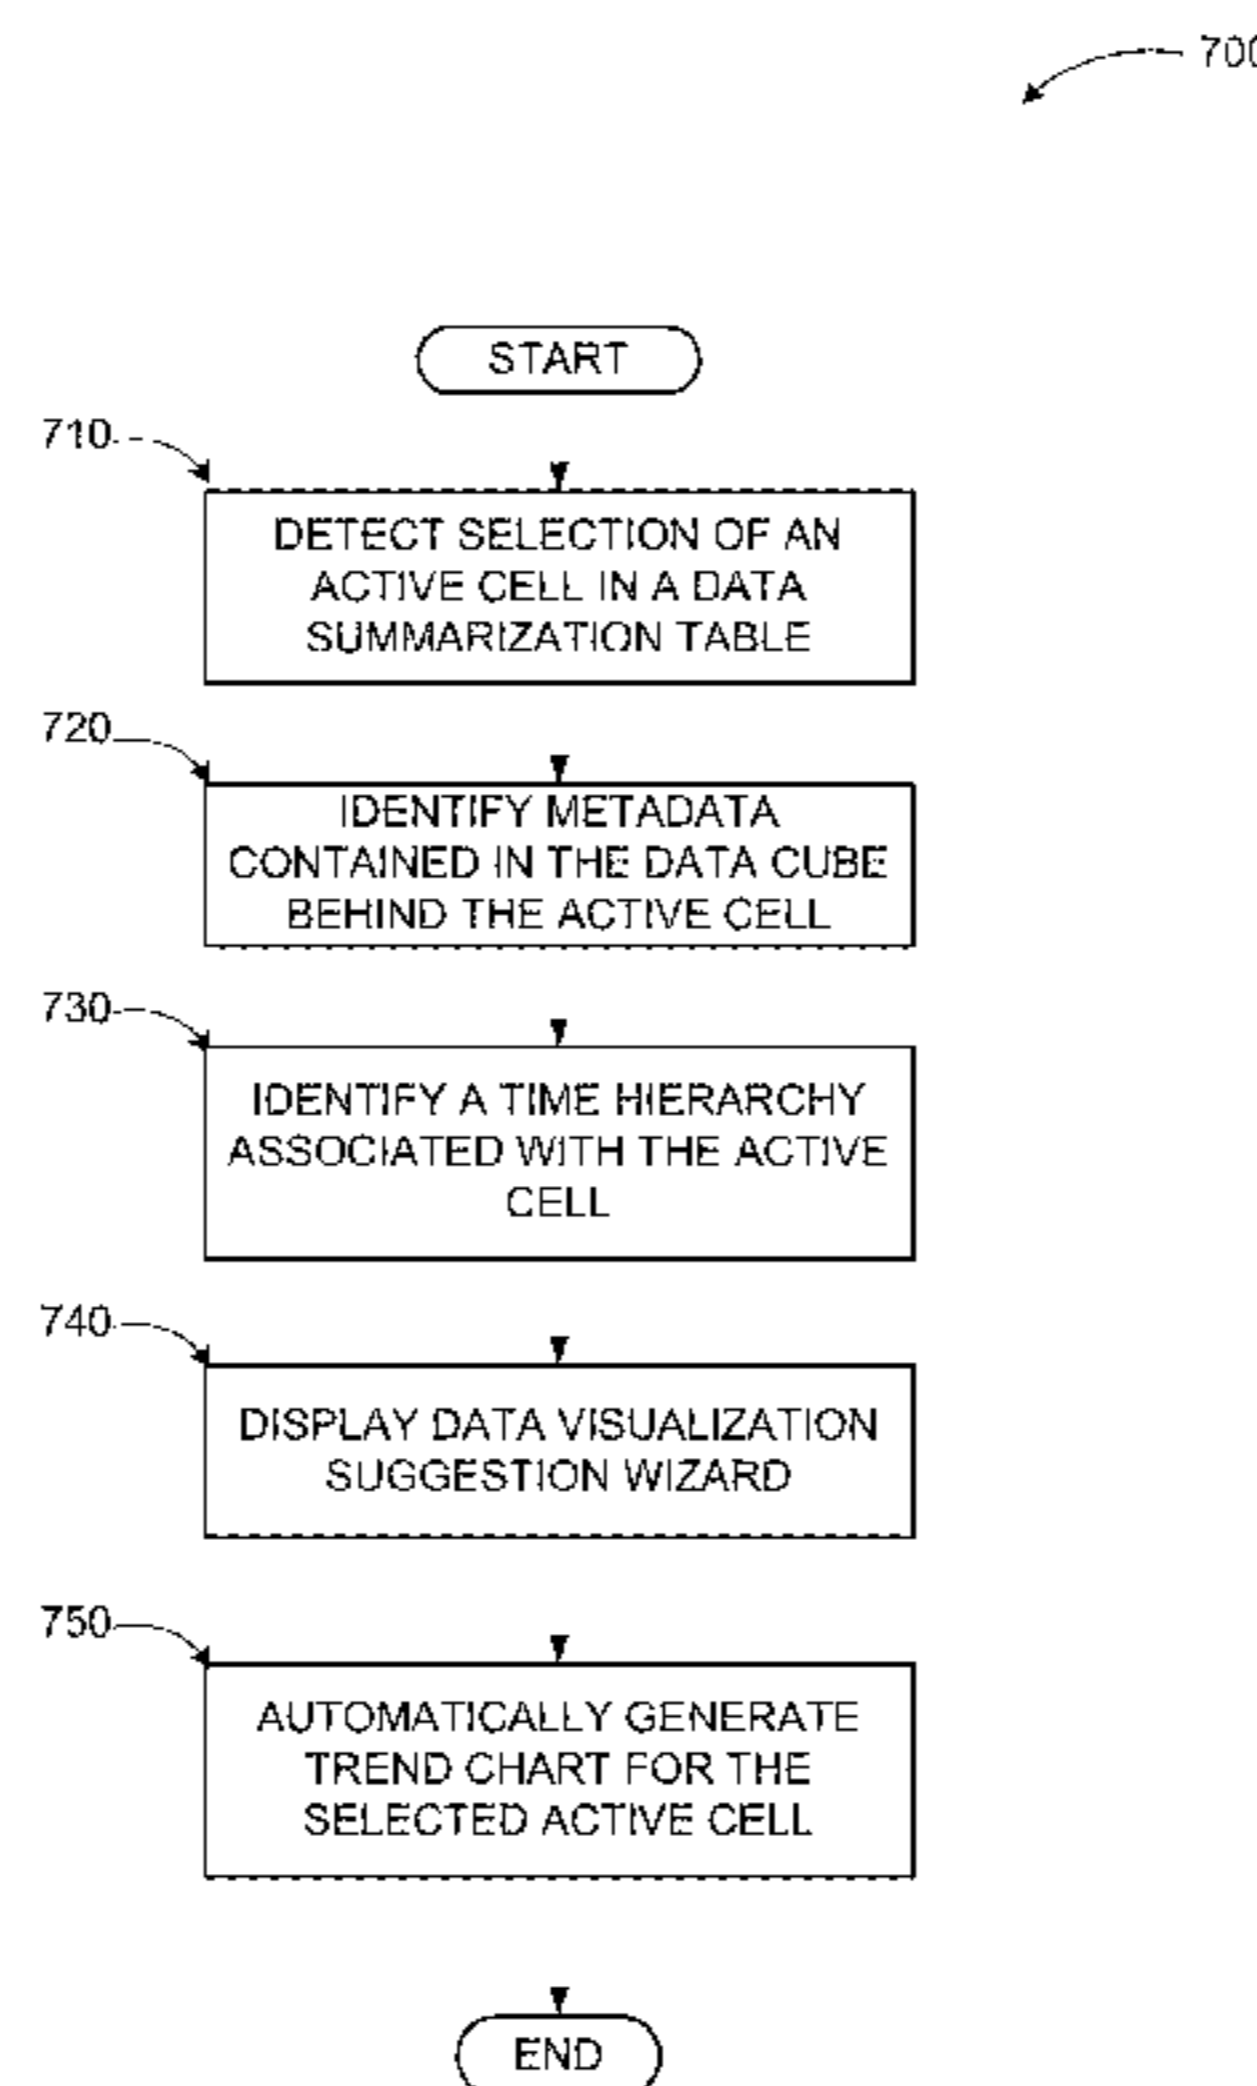 700
START
710
DETECT SELECTION OF AN
ACTIVE CELL IN A DATA
SUMMARIZATION TABLE
720
IDENTIFY METADATA
CONTAINED IN THE DATA CUBE
BEHIND THE ACTIVE CELL
730
IDENTIFY A TIME HIERARCHY
ASSOCIATED WITH THE ACTIVE
CELL
740
DISPLAY DATA VISUALIZATION
SUGGESTION WIZARD
750
AUTOMATICALLY GENERATE
TREND CHART FOR THE
SELECTED ACTIVE CELL
END